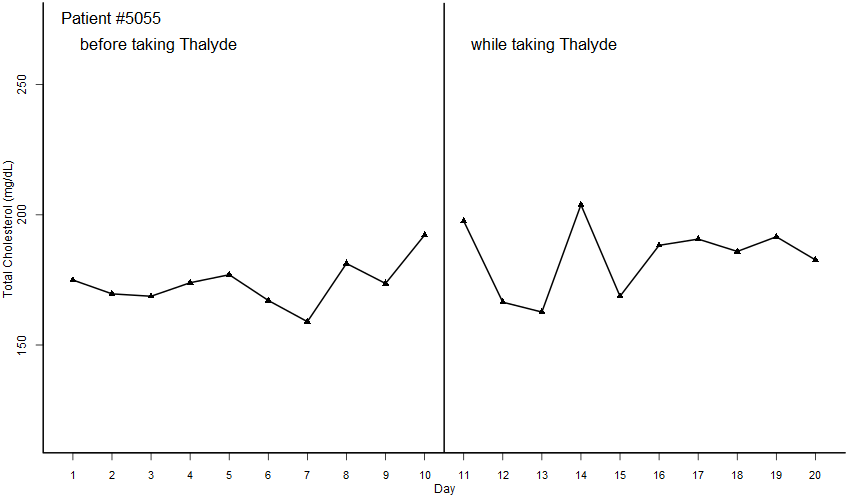 Patient #5055
before taking Thalyde
while taking Thalyde
Total Cholesterol (mg/dL)
250
200
150
1 2 3 4 5 6 7 8 9 10 11 12 13 14 15 16 17 18 19 20
Day